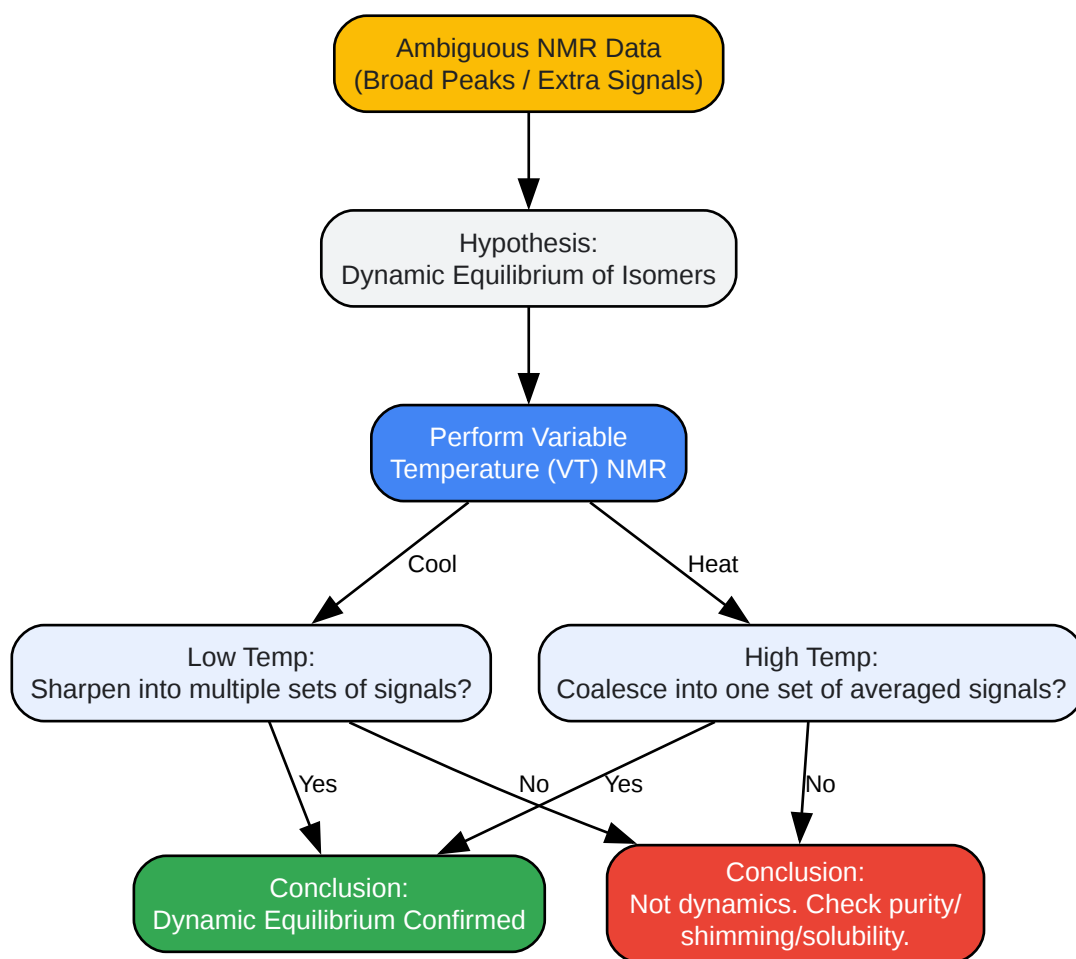 Ambiguous NMR Data
(Broad Peaks / Extra Signals)
Hypothesis:
Dynamic Equilibrium of Isomers
Perform Variable
Temperature (VT) NMR
Cool
Heat
Low Temp:
Sharpen into multiple sets of signals?
High Temp:
Coalesce into one set of averaged signals?
Yes
No
Yes
No
Conclusion:
Dynamic Equilibrium Confirmed
Conclusion:
Not dynamics. Check purity/
shimming/solubility.